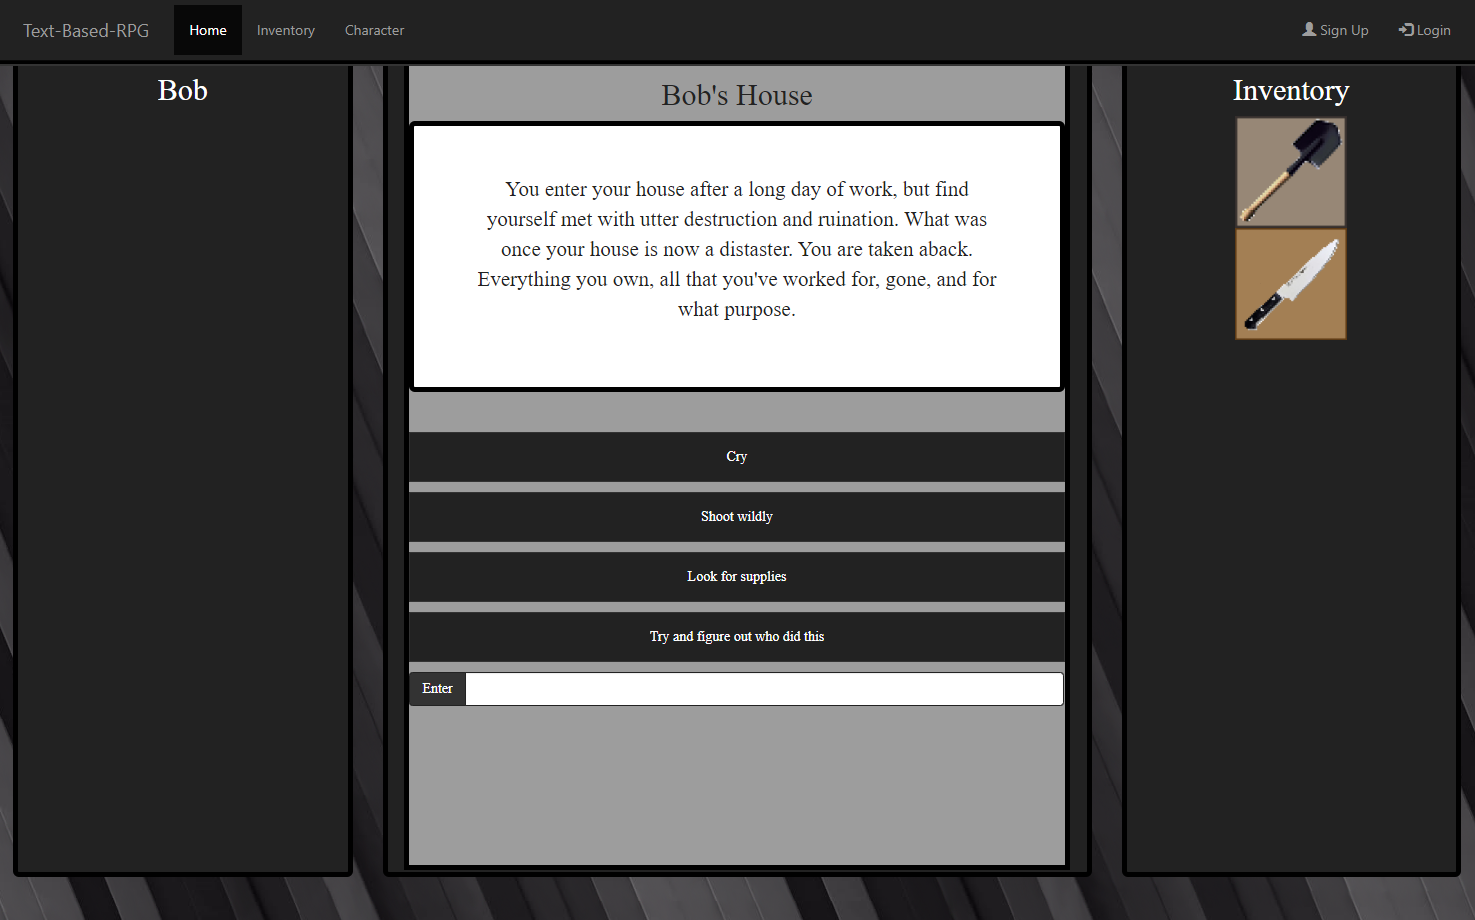 Text-Based-RPG Home Inventory Character Sign Up Login
Bob
Bob's House
You enter your house after a long day of work, but find
yourself met with utter destruction and ruination. What was
once your house is now a distaster. You are taken aback.
Everything you own, all that you've worked for, gone, and for
what purpose.
Cry
Shoot wildly
Look for supplies
Try and figure out who did this
Enter
Inventory